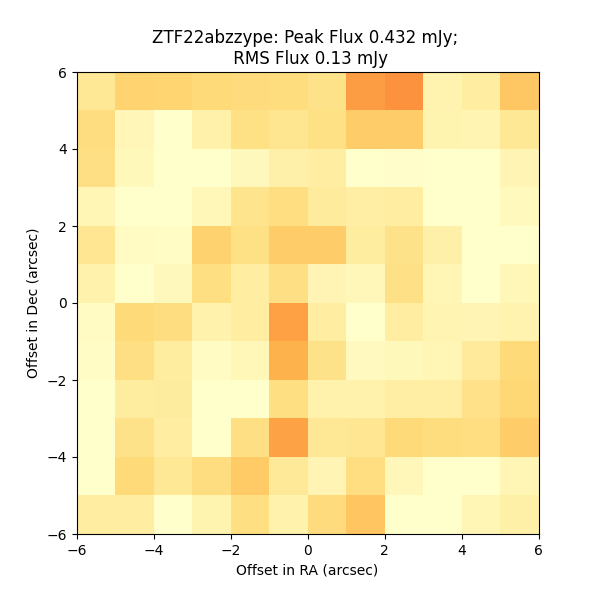 ZTF22abzzype: Peak Flux 0.432 mJy;
RMS Flux 0.13 mJy
6
4
2
0
−2
−4
−6
Offset in Dec (arcsec)
−6 −4 −2 0 2 4 6
Offset in RA (arcsec)